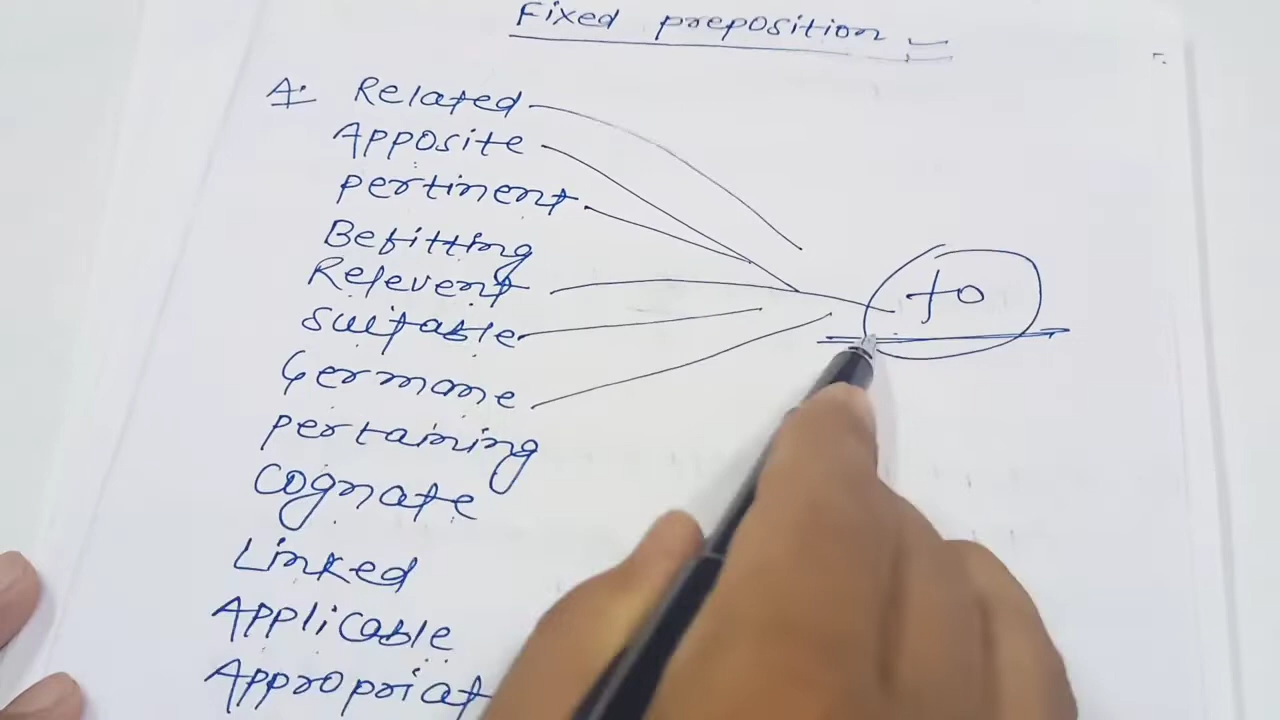 Fixed preposition
A. Related
Apposite
pertinent
Befitting
Relevent
Suitable
Germane
pertaining
Cognate
Linked
Applicable
Appropriat
to